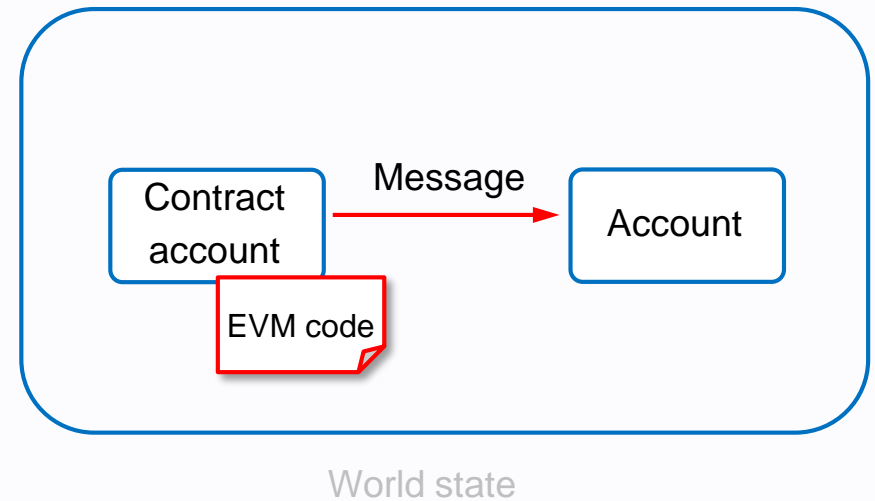 Message
Contract
account
Account
EVM code
World state